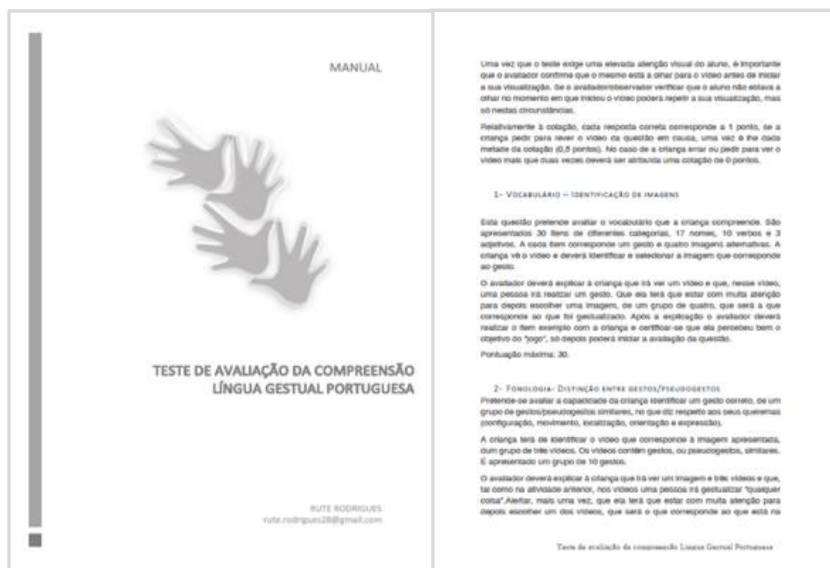 MANUAL
TESTE DE AVALIAÇÃO DA COMPREENSÃO
LÍNGUA GESTUAL PORTUGUESA
RUTE RODRIGUES
rute.rodrigues28@gmail.com
Uma vez que o teste exige uma elevada atenção visual do aluno, é importante
que o avaliador confirme que o mesmo está a olhar para o vídeo antes de iniciar
a sua visualização. Se o avaliador/observador verificar que o aluno não estava a
olhar no momento em que iniciou o vídeo poderá repetir a sua visualização, mas
só nestas circunstâncias.
Relativamente à cotação, cada resposta correta corresponde a 1 ponto, se a
criança pedir para rever o vídeo da questão em causa, uma vez é lhe dada
metade da cotação (0,5 pontos). No caso de a criança errar ou pedir para ver o
vídeo mais que duas vezes deverá ser atribuída uma cotação de 0 pontos.
1- VOCABULÁRIO – IDENTIFICAÇÃO DE IMAGENS
Esta questão pretende avaliar o vocabulário que a criança compreende. São
apresentados 30 itens de diferentes categorias, 17 nomes, 10 verbos e 3
adjetivos. A cada item corresponde um gesto e quatro imagens alternativas. A
criança vê o vídeo e deverá identificar e selecionar a imagem que corresponde
ao gesto.
O avaliador deverá explicar à criança que irá ver um vídeo e que, nesse vídeo,
uma pessoa irá realizar um gesto. Que ela terá que estar com muita atenção
para depois escolher uma imagem, de um grupo de quatro, que será a que
corresponde ao que foi gestualizado. Após a explicação o avaliador deverá
realizar o item exemplo com a criança e certificar-se que ela percebeu bem o
objetivo do "jogo", só depois poderá iniciar a avaliação da questão.
Pontuação máxima: 30.
2- FONOLOGIA- DISTINÇÃO ENTRE GESTOS/PSEUDOGESTOS
Pretende-se avaliar a capacidade da criança identificar um gesto correto, de um
grupo de gestos/pseudogestos similares, no que diz respeito aos seus queremas
(configuração, movimento, localização, orientação e expressão).
A criança terá de identificar o vídeo que corresponde à imagem apresentada,
dum grupo de três vídeos. Os vídeos contêm gestos, ou pseudogestos, similares.
É apresentado um grupo de 10 gestos.
O avaliador deverá explicar à criança que irá ver um imagem e três vídeos e que,
tal como na atividade anterior, nos vídeos uma pessoa irá gestualizar "qualquer
coisa".Alertar, mais uma vez, que ela terá que estar com muita atenção para
depois escolher um dos vídeos, que será o que corresponde ao que está na
Teste de avaliação da compreensão Língua Gestual Portuguesa